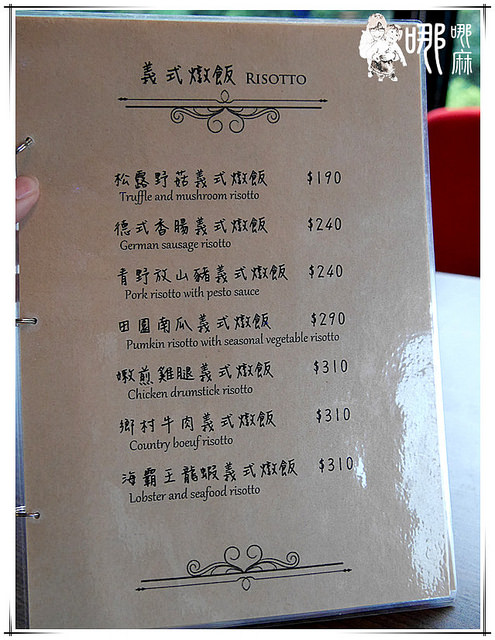 哪哪麻
義式燉飯 RISOTTO
松露野菇義式燉飯 $190
Truffle and mushroom risotto
德式香腸義式燉飯 $240
German sausage risotto
青野放山豬義式燉飯 $240
Pork risotto with pesto sauce
田園南瓜義式燉飯 $290
Pumkin risotto with seasonal vegetable risotto
嫩煎雞腿義式燉飯 $310
Chicken drumstick risotto
鄉村牛肉義式燉飯 $310
Country boeuf risotto
海霸王龍蝦義式燉飯 $310
Lobster and seafood risotto